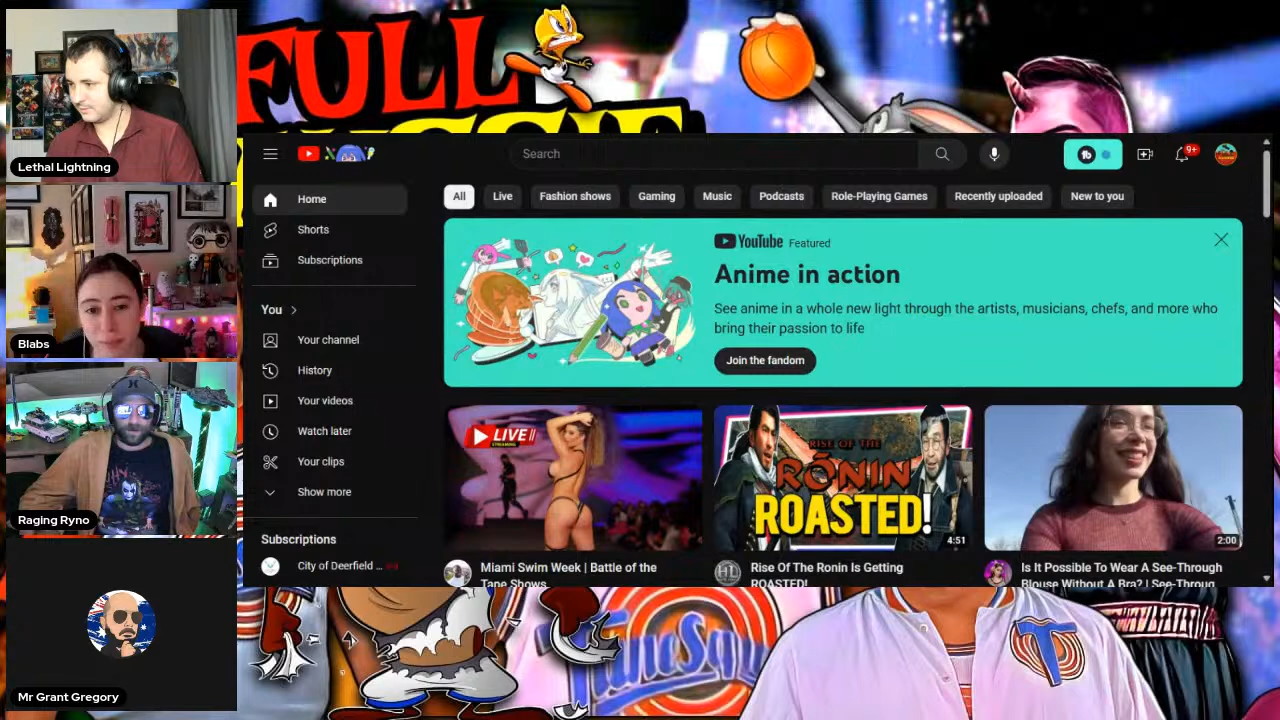 Lethal Lightning
Blabs
Raging Ryno
Mr Grant Gregory
FULL
Search
9+
Home
Shorts
Subscriptions
You
Your channel
History
Your videos
Watch later
Your clips
Show more
Subscriptions
City of Deerfield ...
All
Live
Fashion shows
Gaming
Music
Podcasts
Role-Playing Games
Recently uploaded
New to you
YouTube Featured
Anime in action
See anime in a whole new light through the artists, musicians, chefs, and more who
bring their passion to life
Join the fandom
LIVE
STREAMING
RISE OF THE
RŌNIN
ROASTED!
4:51
2:00
Miami Swim Week | Battle of the
Tape Shows
Rise Of The Ronin Is Getting
ROASTED!
Is It Possible To Wear A See-Through
Blouse Without A Bra? | See-Through
T